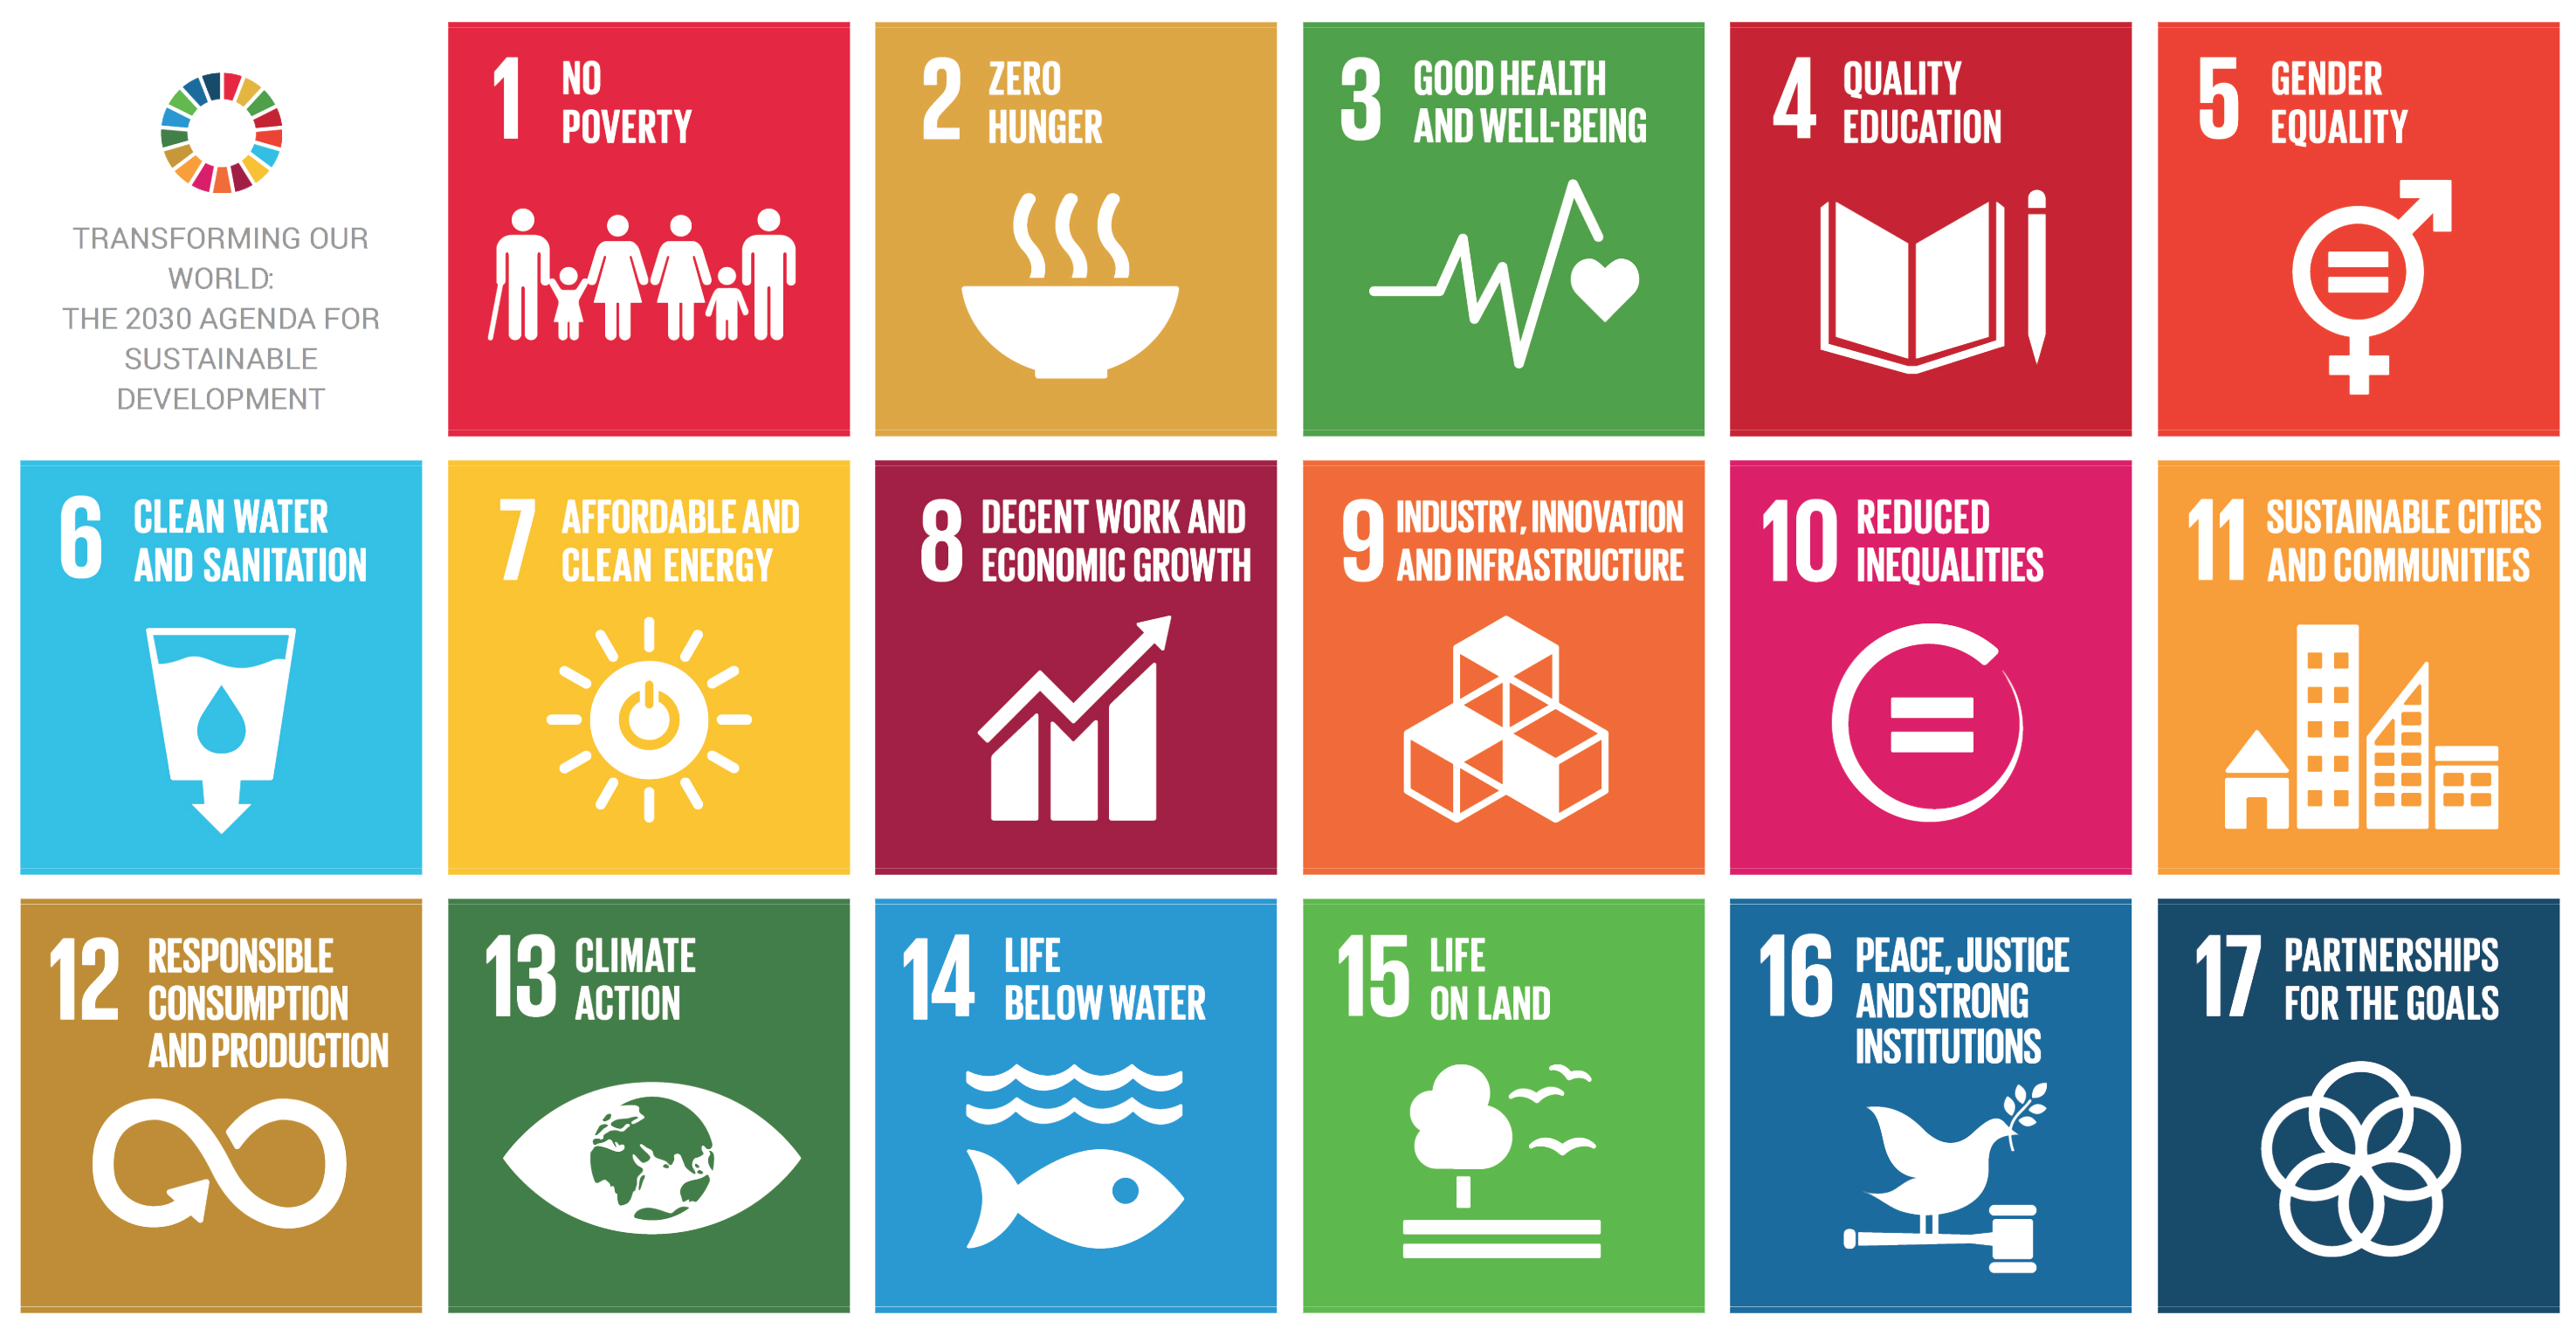 TRANSFORMING OUR
WORLD:
THE 2030 AGENDA FOR
SUSTAINABLE
DEVELOPMENT
1 NO
POVERTY
2 ZERO
HUNGER
3 GOOD HEALTH
AND WELL-BEING
4 QUALITY
EDUCATION
5 GENDER
EQUALITY
6 CLEAN WATER
AND SANITATION
7 AFFORDABLE AND
CLEAN ENERGY
8 DECENT WORK AND
ECONOMIC GROWTH
9 INDUSTRY, INNOVATION
AND INFRASTRUCTURE
10 REDUCED
INEQUALITIES
11 SUSTAINABLE CITIES
AND COMMUNITIES
12 RESPONSIBLE
CONSUMPTION
AND PRODUCTION
13 CLIMATE
ACTION
14 LIFE
BELOW WATER
15 LIFE
ON LAND
16 PEACE, JUSTICE
AND STRONG
INSTITUTIONS
17 PARTNERSHIPS
FOR THE GOALS